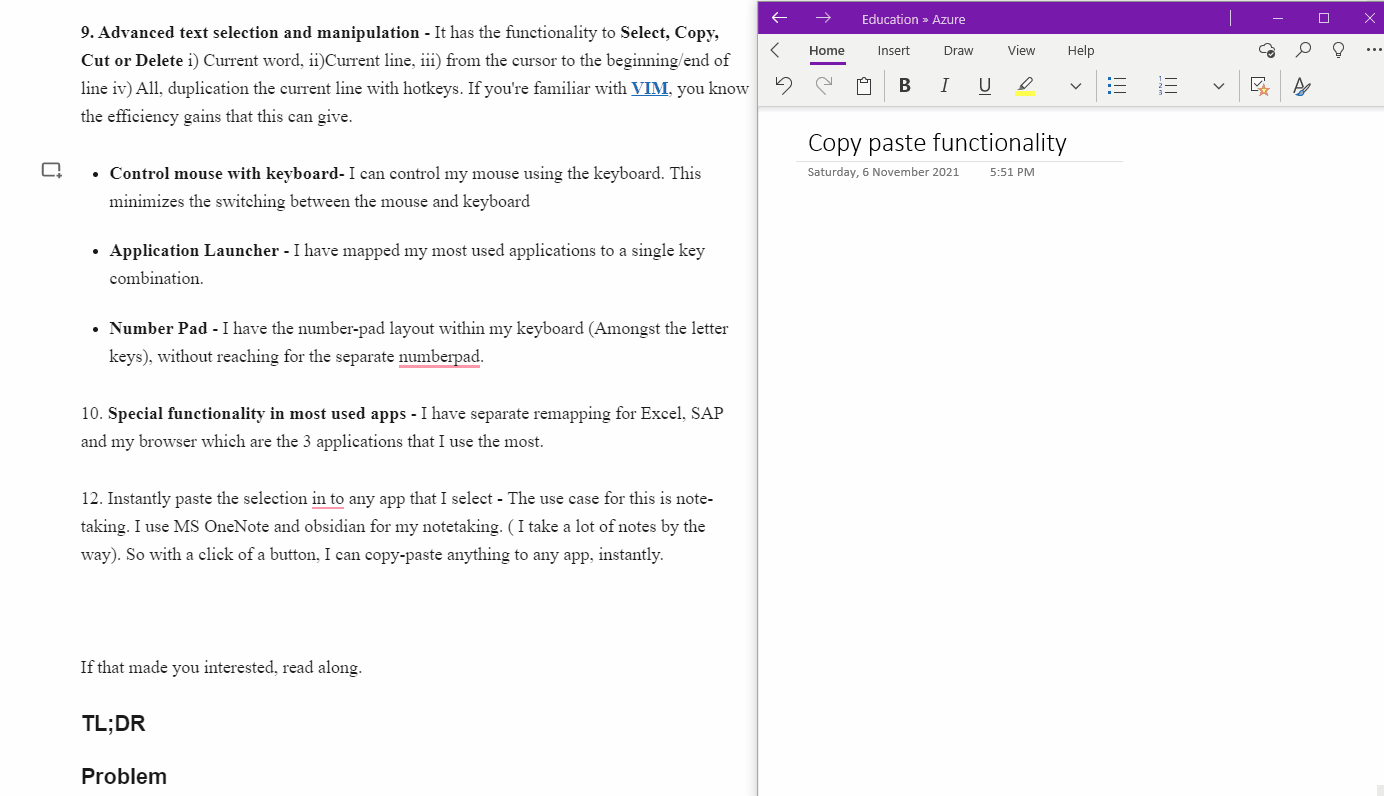 9. Advanced text selection and manipulation - It has the functionality to Select, Copy,
Cut or Delete i) Current word, ii)Current line, iii) from the cursor to the beginning/end of
line iv) All, duplication the current line with hotkeys. If you're familiar with VIM, you know
the efficiency gains that this can give.
• Control mouse with keyboard- I can control my mouse using the keyboard. This
minimizes the switching between the mouse and keyboard
• Application Launcher - I have mapped my most used applications to a single key
combination.
• Number Pad - I have the number-pad layout within my keyboard (Amongst the letter
keys), without reaching for the separate numberpad.
10. Special functionality in most used apps - I have separate remapping for Excel, SAP
and my browser which are the 3 applications that I use the most.
12. Instantly paste the selection in to any app that I select - The use case for this is note-
taking. I use MS OneNote and obsidian for my notetaking. ( I take a lot of notes by the
way). So with a click of a button, I can copy-paste anything to any app, instantly.
If that made you interested, read along.
TL;DR
Problem
Education » Azure
Home Insert Draw View Help
B I U
Copy paste functionality
Saturday, 6 November 2021 5:51 PM